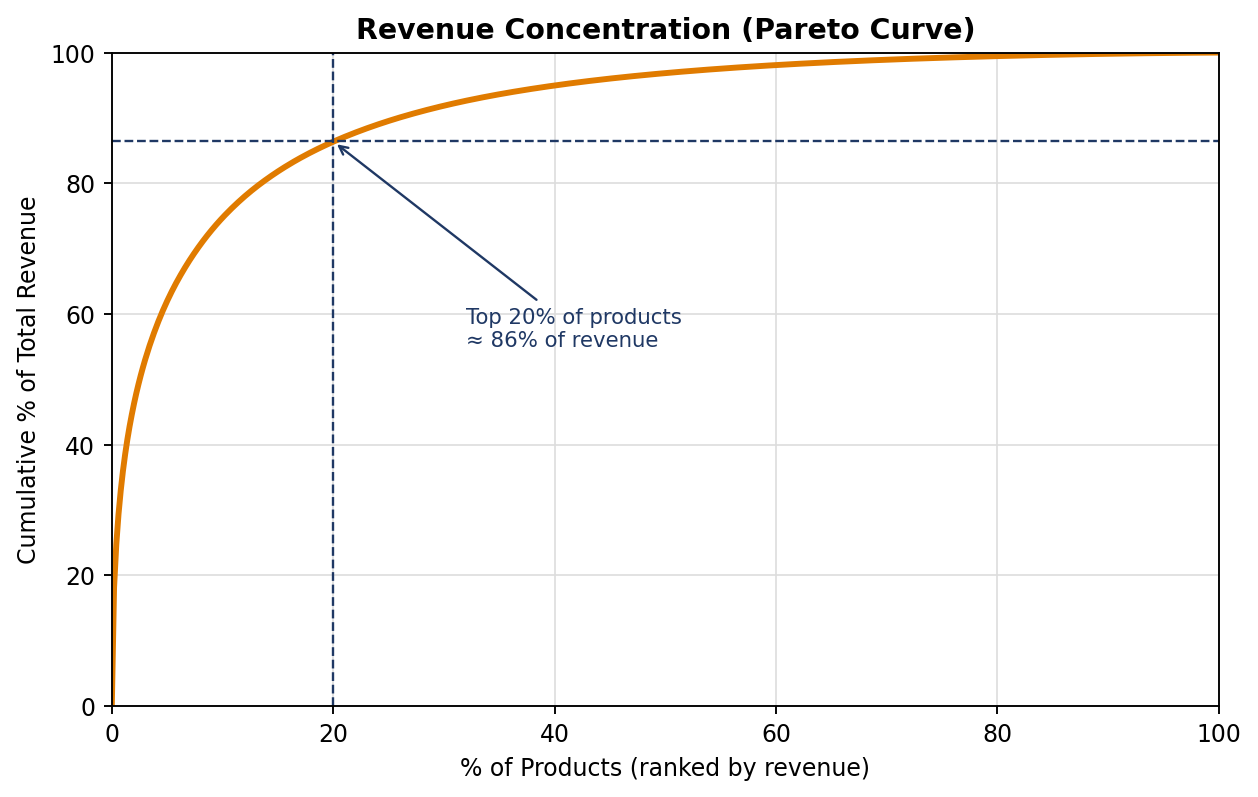 Revenue Concentration (Pareto Curve)
Cumulative % of Total Revenue
100
80
60
40
20
0
Top 20% of products
≈ 86% of revenue
0 20 40 60 80 100
% of Products (ranked by revenue)